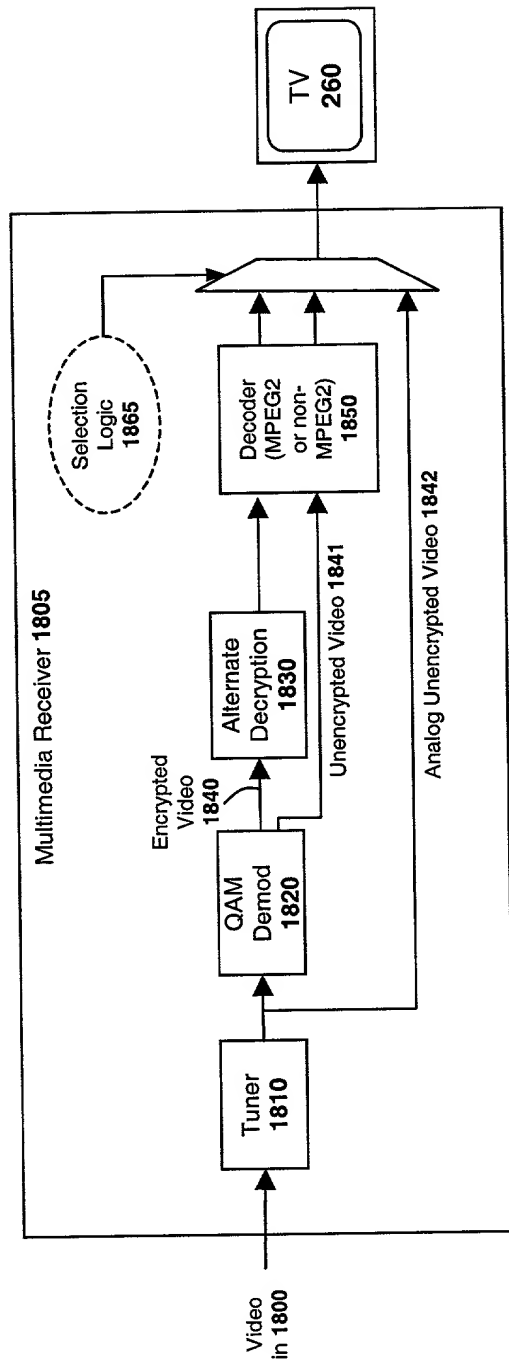 Multimedia Receiver 1805
Video
in 1800
Tuner
1810
QAM
Demod
1820
Encrypted
Video
1840
Alternate
Decryption
1830
Unencrypted Video 1841
Analog Unencrypted Video 1842
Decoder
(MPEG2
or non-
MPEG2)
1850
Selection
Logic
1865
TV
260